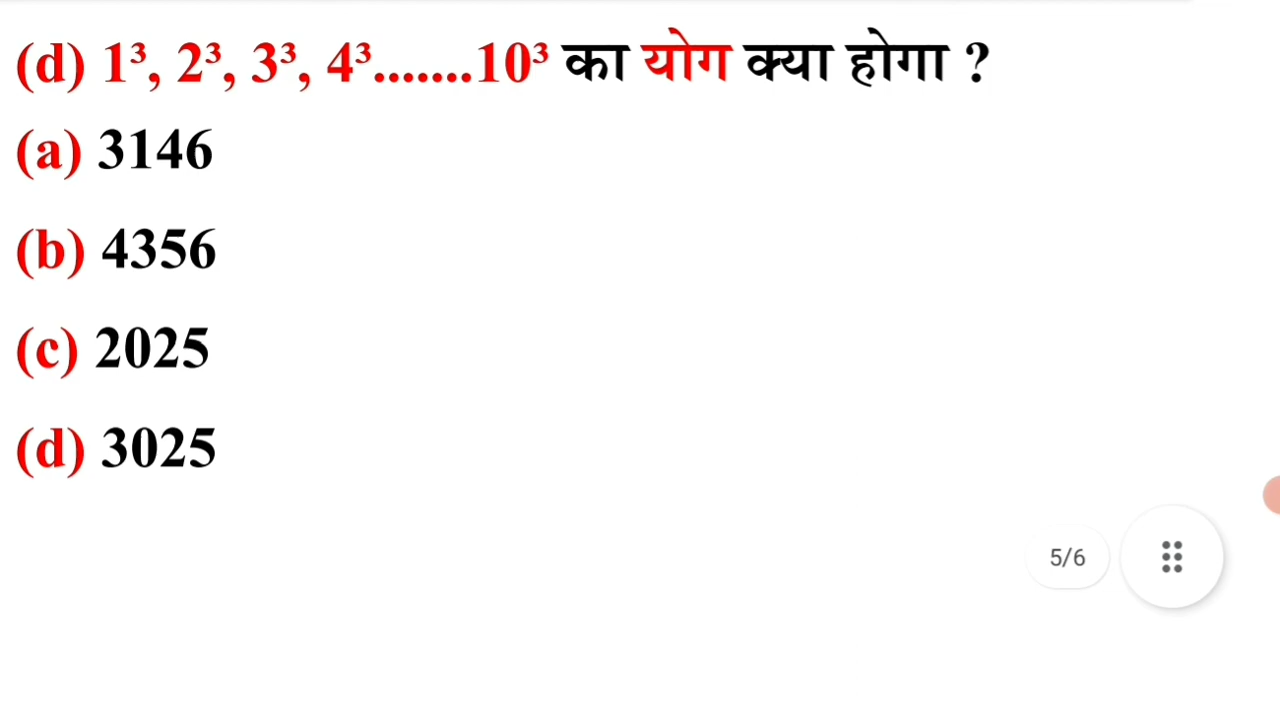 (d) 1³, 2³, 3³, 4³.......10³ का योग क्या होगा ?
(a) 3146
(b) 4356
(c) 2025
(d) 3025
5/6